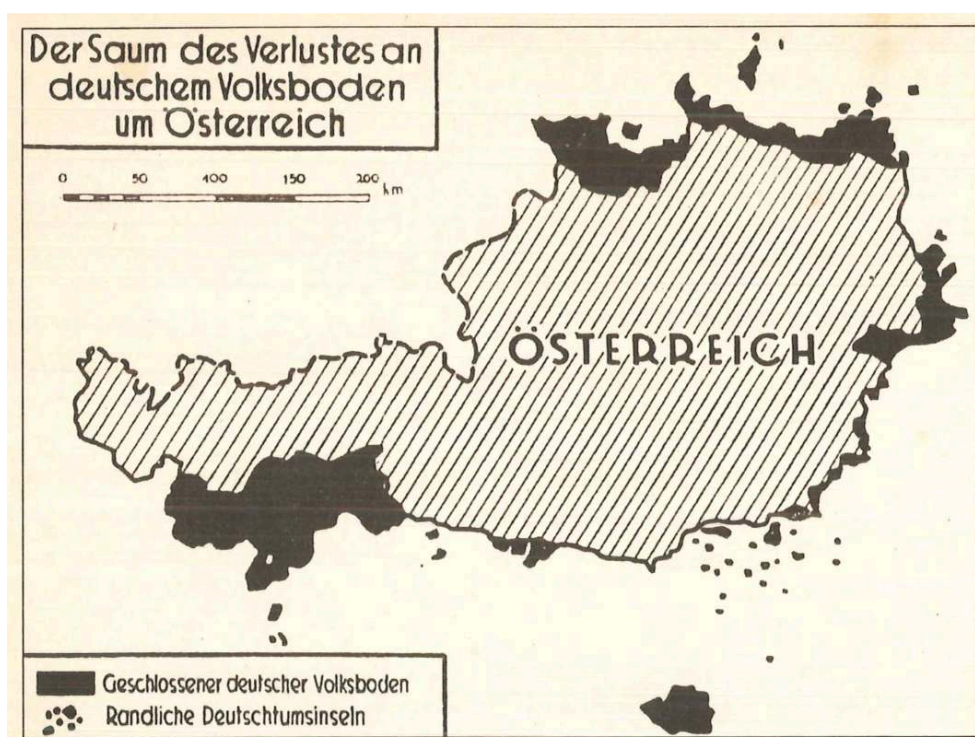 Der Saum des Verlustes an
deutschem Volksboden
um Österreich
0 50 100 150 200 km
ÖSTERREICH
Geschlossener deutscher Volksboden
Randliche Deutschtumsinseln